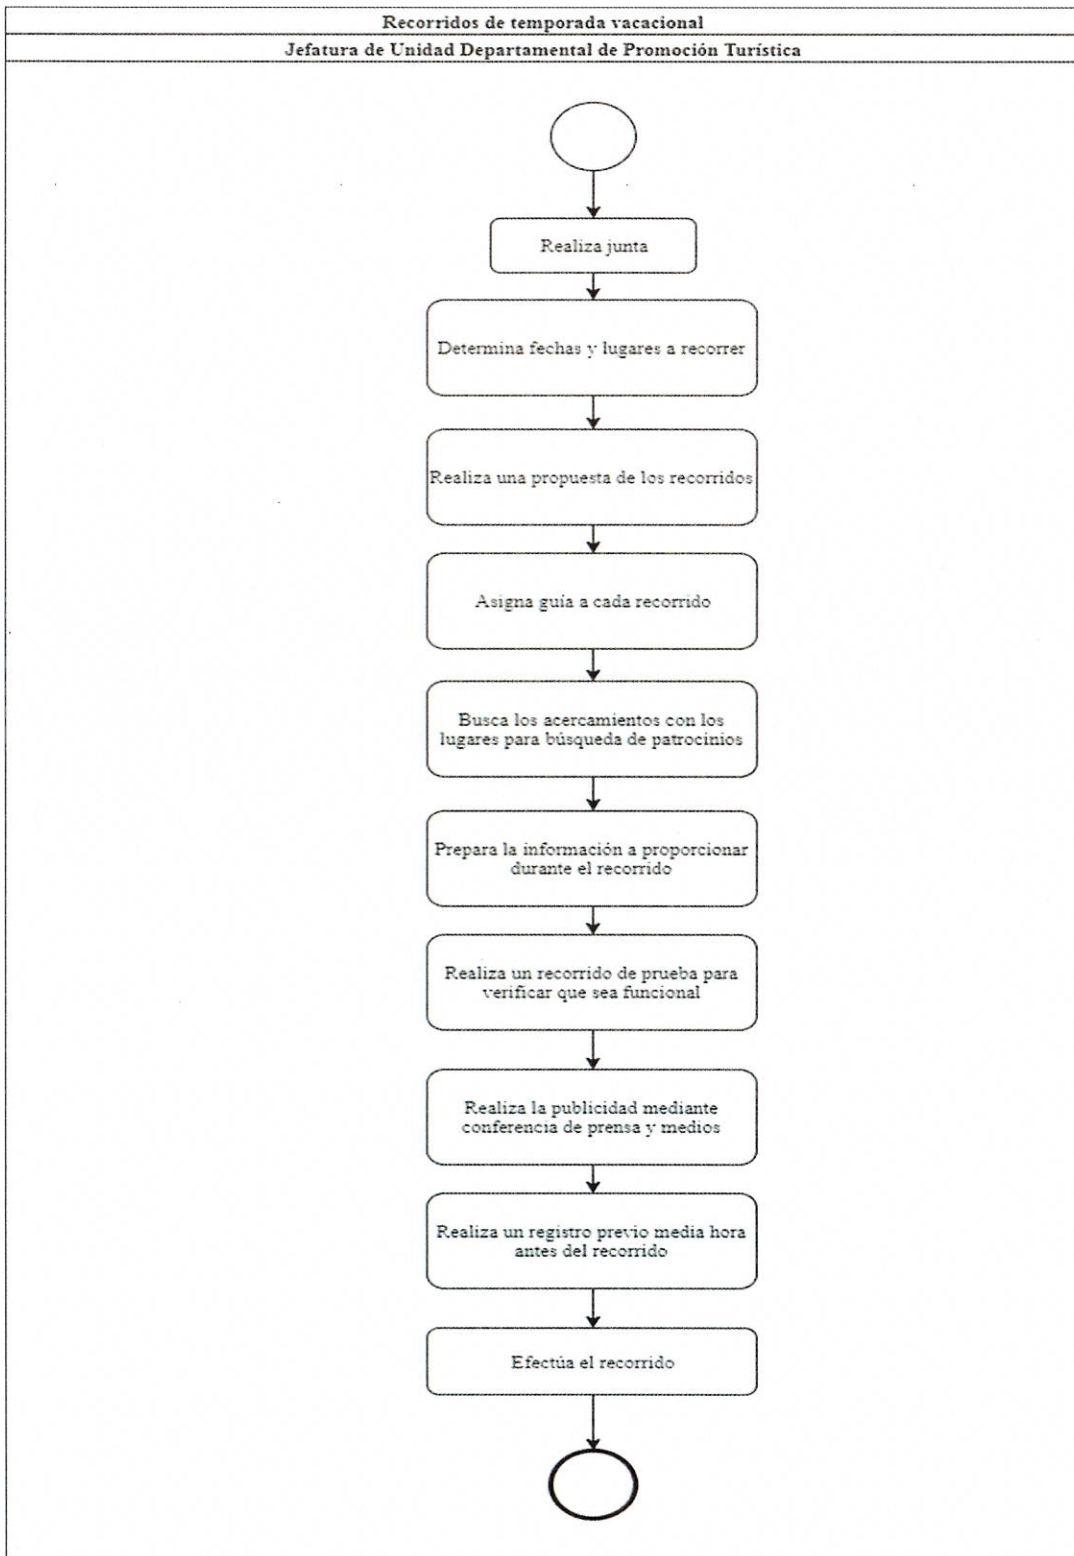 Recorridos de temporada vacacional
Jefatura de Unidad Departamental de Promoción Turística
Realiza junta
Determina fechas y lugares a recorrer
Realiza una propuesta de los recorridos
Asigna guía a cada recorrido
Busca los acercamientos con los
lugares para búsqueda de patrocinios
Prepara la información a proporcionar
durante el recorrido
Realiza un recorrido de prueba para
verificar que sea funcional
Realiza la publicidad mediante
conferencia de prensa y medios
Realiza un registro previo media hora
antes del recorrido
Efectúa el recorrido